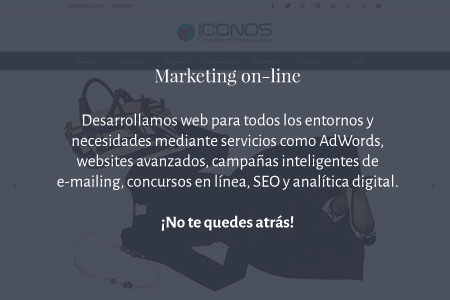 NOTICIAS
ICONOS
Marketing on-line
Desarrollamos web para todos los entornos y
necesidades mediante servicios como AdWords,
websites avanzados, campañas inteligentes de
e-mailing, concursos en línea, SEO y analítica digital.
¡No te quedes atrás!